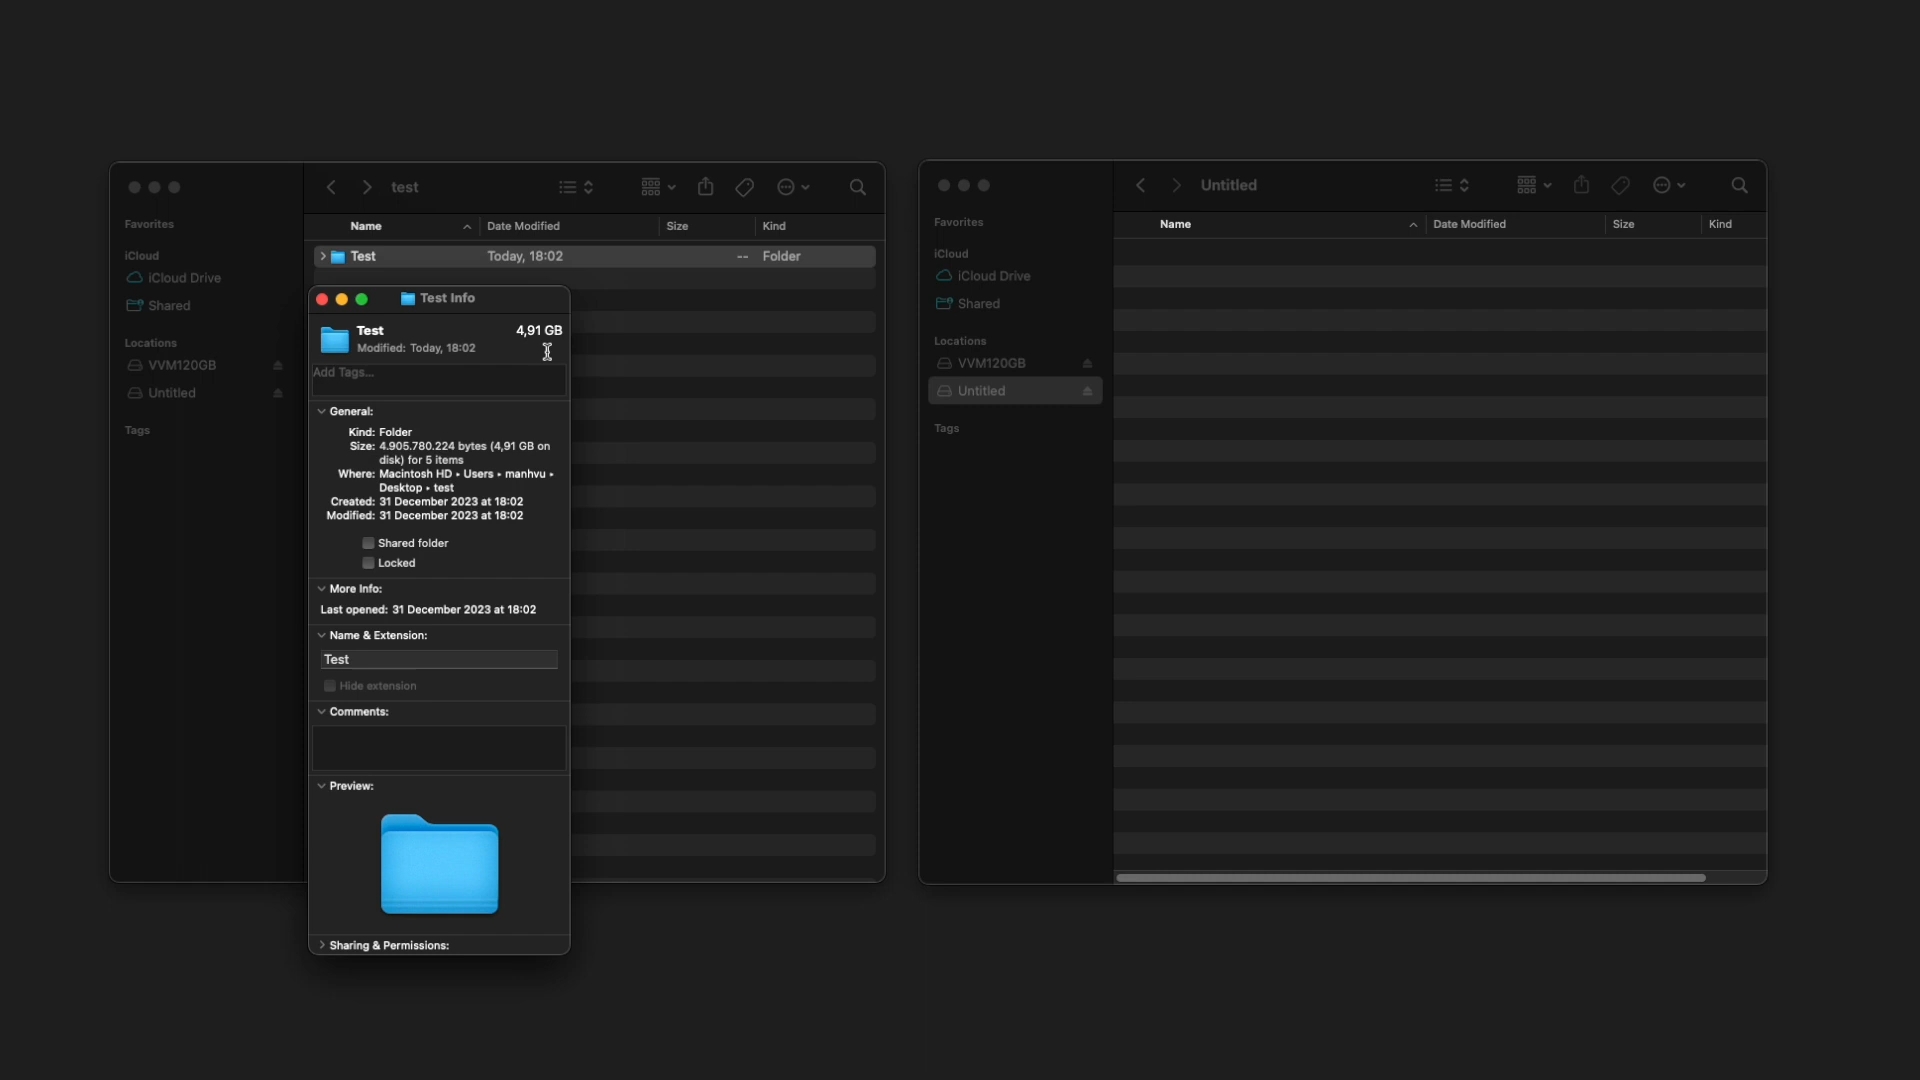 test
Favorites
iCloud
iCloud Drive
Shared
Locations
VVM120GB
Untitled
Tags
Name Date Modified Size Kind
Test Today, 18:02 -- Folder
Test Info
Test 4,91 GB
Modified: Today, 18:02
Add Tags...
General:
Kind: Folder
Size: 4.905.780.224 bytes (4,91 GB on
disk) for 5 items
Where: Macintosh HD ▸ Users ▸ manhvu ▸
Desktop ▸ test
Created: 31 December 2023 at 18:02
Modified: 31 December 2023 at 18:02
Shared folder
Locked
More Info:
Last opened: 31 December 2023 at 18:02
Name & Extension:
Test
Hide extension
Comments:
Preview:
Sharing & Permissions:
Untitled
Favorites
iCloud
iCloud Drive
Shared
Locations
VVM120GB
Untitled
Tags
Name Date Modified Size Kind